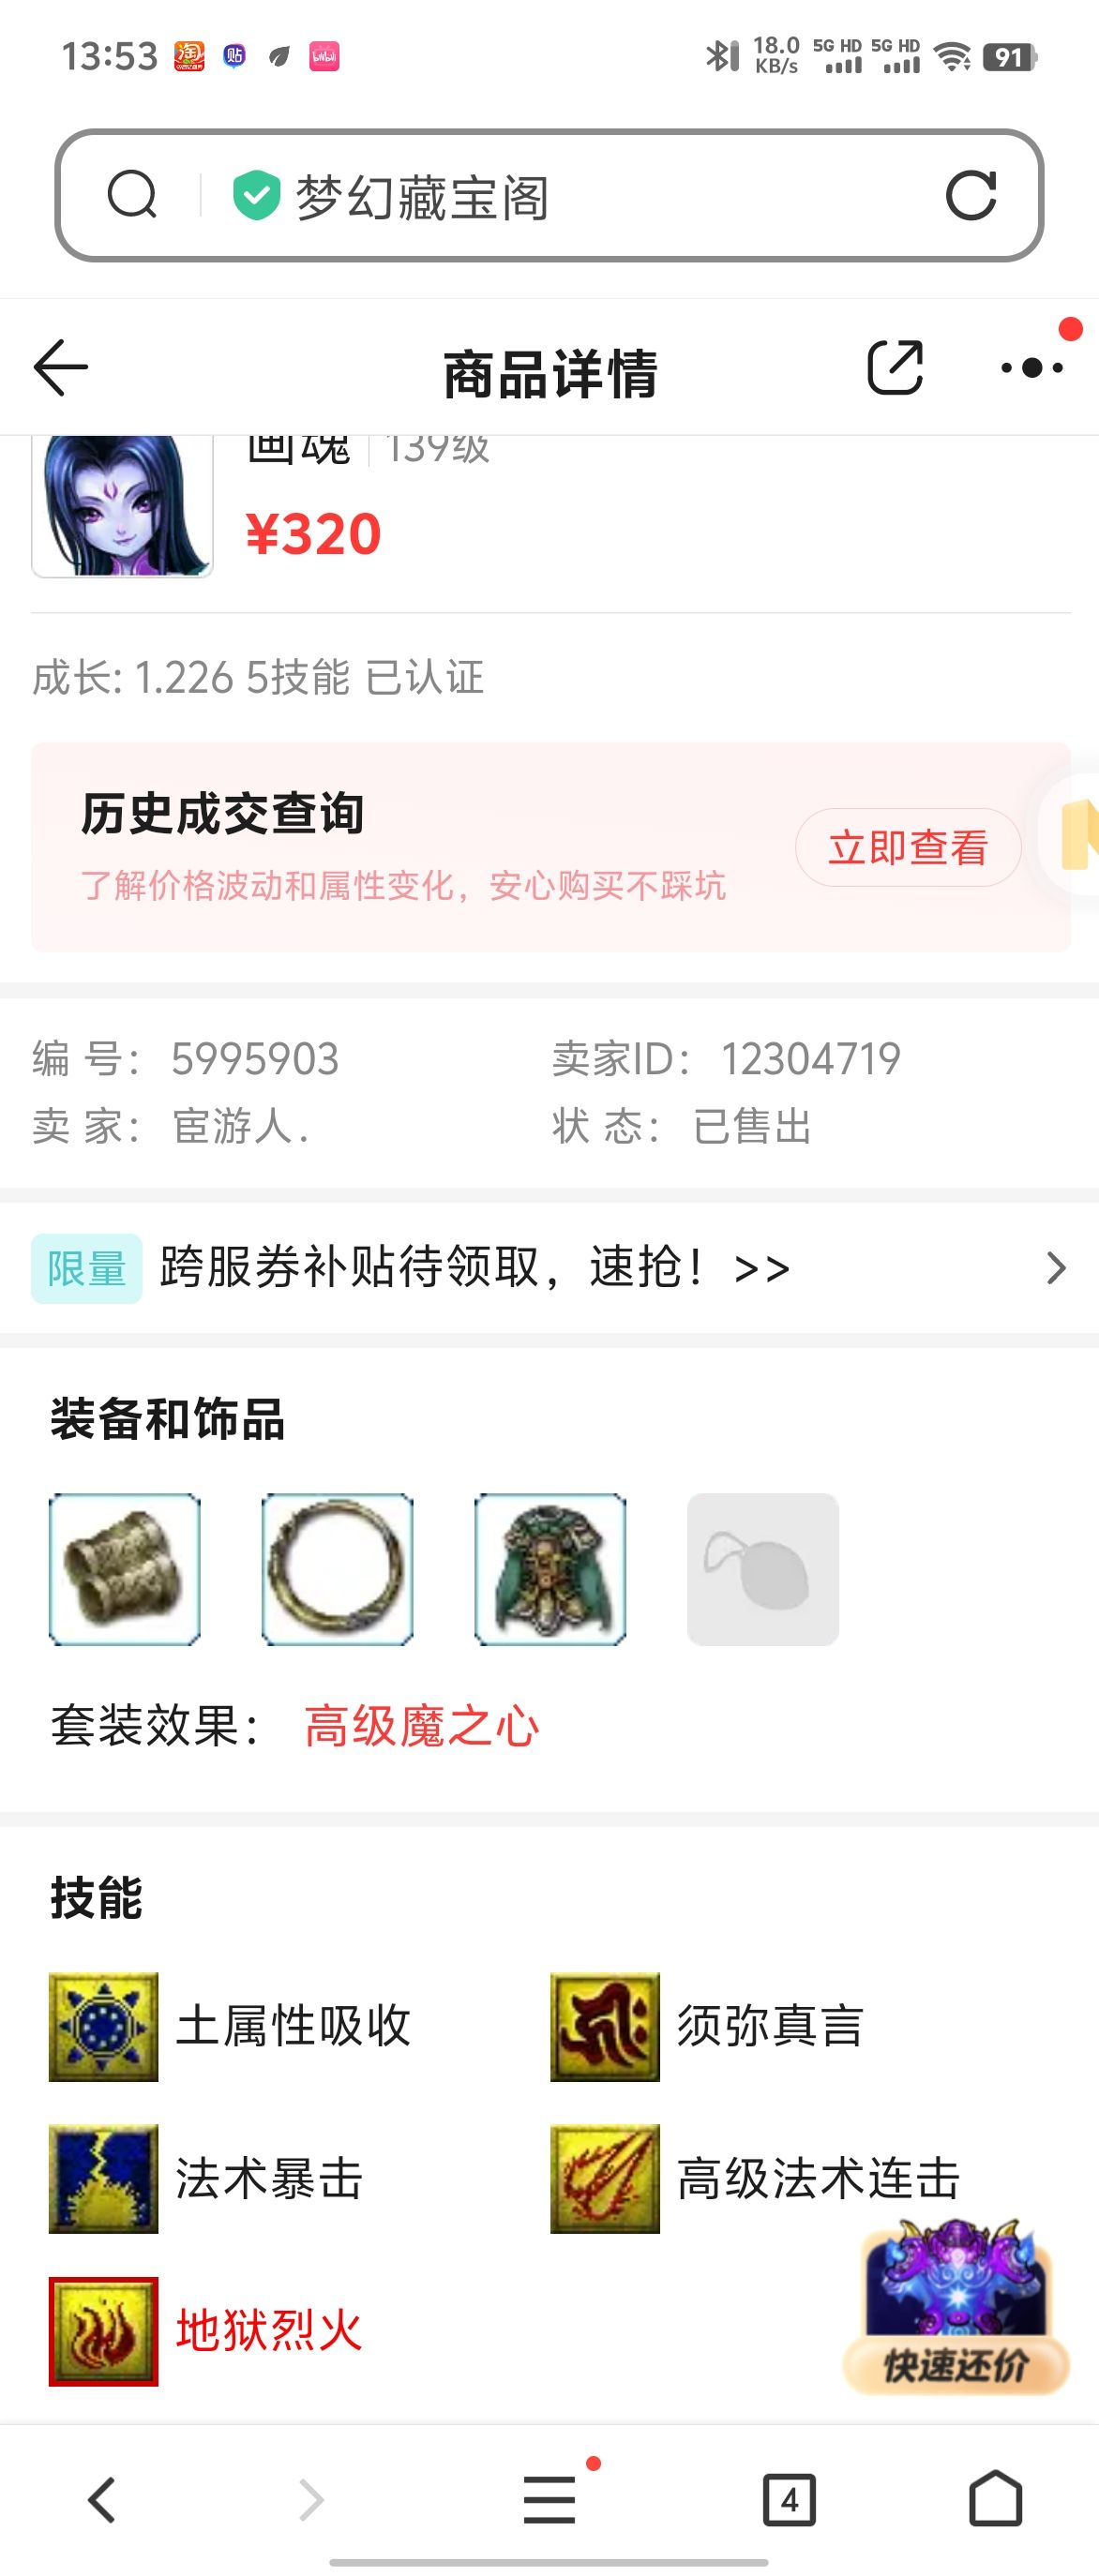 13:53 淘 贴 bilibili 18.0 KB/s 5G HD 5G HD 91
梦幻藏宝阁
商品详情
画魂 139级
¥320
成长: 1.226 5技能 已认证
历史成交查询
立即查看
了解价格波动和属性变化，安心购买不踩坑
编 号： 5995903 卖家ID： 12304719
卖 家： 宦游人. 状 态： 已售出
限量 跨服券补贴待领取，速抢！>>
装备和饰品
套装效果： 高级魔之心
技能
土属性吸收 须弥真言
法术暴击 高级法术连击
地狱烈火
快速还价
4